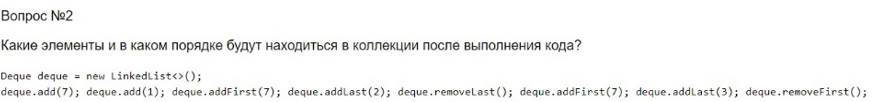 Вопрос №2
Какие элементы и в каком порядке будут находиться в коллекции после выполнения кода?
Deque deque = new LinkedList<>();
deque.add(7); deque.add(1); deque.addFirst(7); deque.addLast(2); deque.removeLast(); deque.addFirst(7); deque.addLast(3); deque.removeFirst();